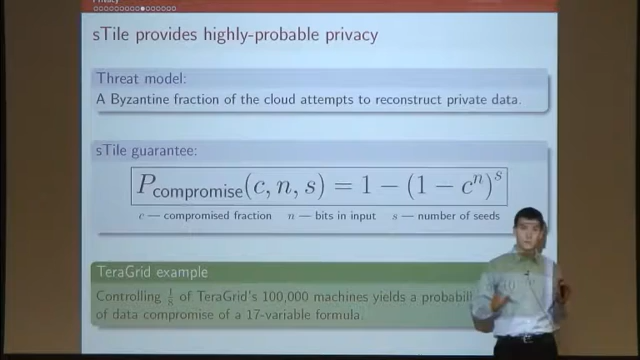 Privacy
sTile provides highly-probable privacy
Threat model:
A Byzantine fraction of the cloud attempts to reconstruct private data.
sTile guarantee:
P_compromise(c, n, s) = 1 − (1 − c^n)^s
c — compromised fraction n — bits in input s — number of seeds
TeraGrid example
Controlling 1/8 of TeraGrid's 100,000 machines yields a
of data compromise of a 17-variable formula.